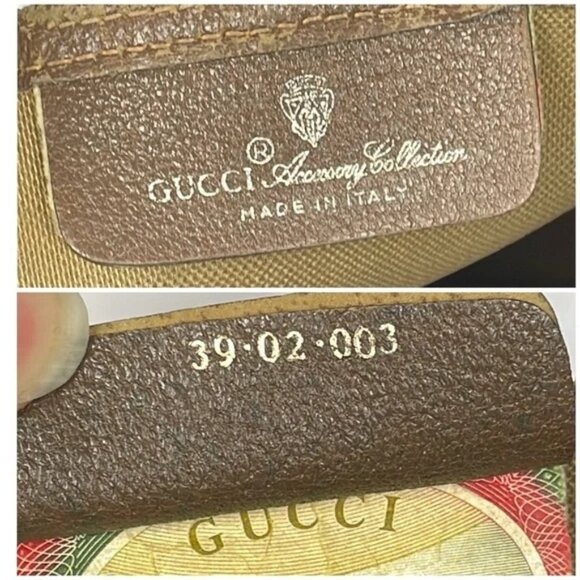 ® GUCCI Accessory Collection
MADE IN ITALY
39·02·003
GUCCI